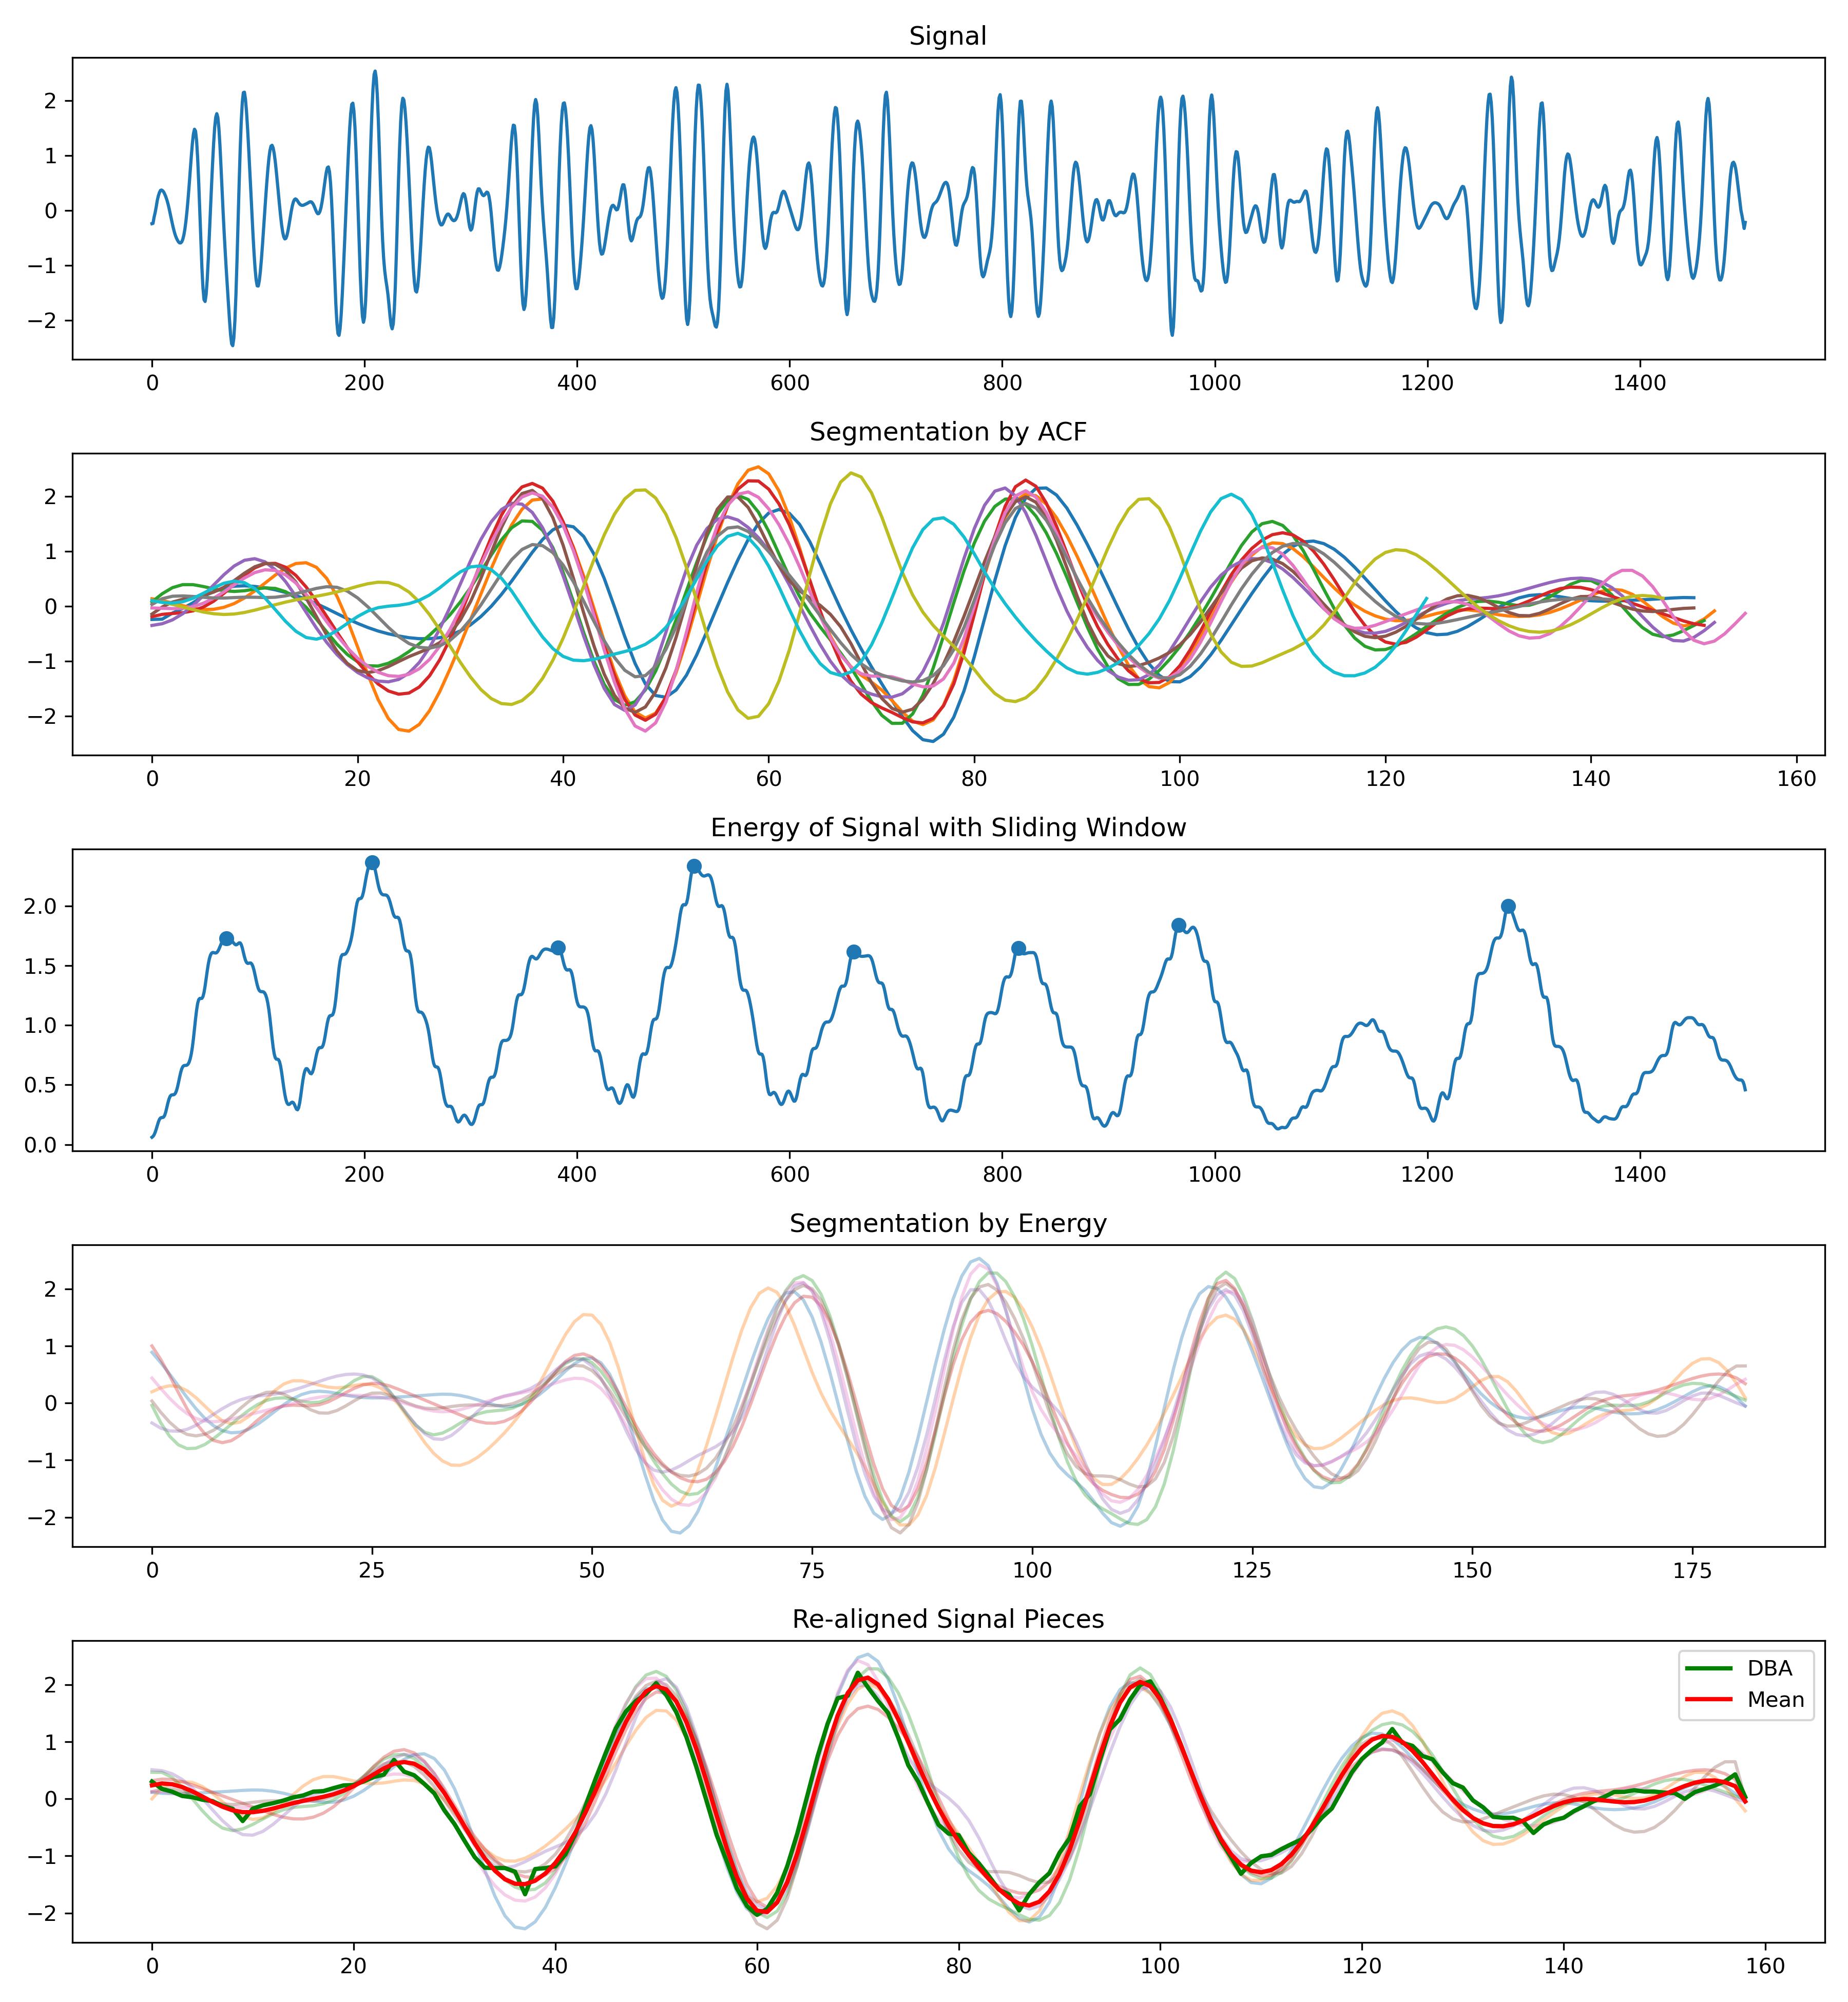 Signal
2
1
0
−1
−2
0 200 400 600 800 1000 1200 1400
Segmentation by ACF
2
1
0
−1
−2
0 20 40 60 80 100 120 140 160
Energy of Signal with Sliding Window
2.0
1.5
1.0
0.5
0.0
0 200 400 600 800 1000 1200 1400
Segmentation by Energy
2
1
0
−1
−2
0 25 50 75 100 125 150 175
Re-aligned Signal Pieces
DBA
Mean
2
1
0
−1
−2
0 20 40 60 80 100 120 140 160